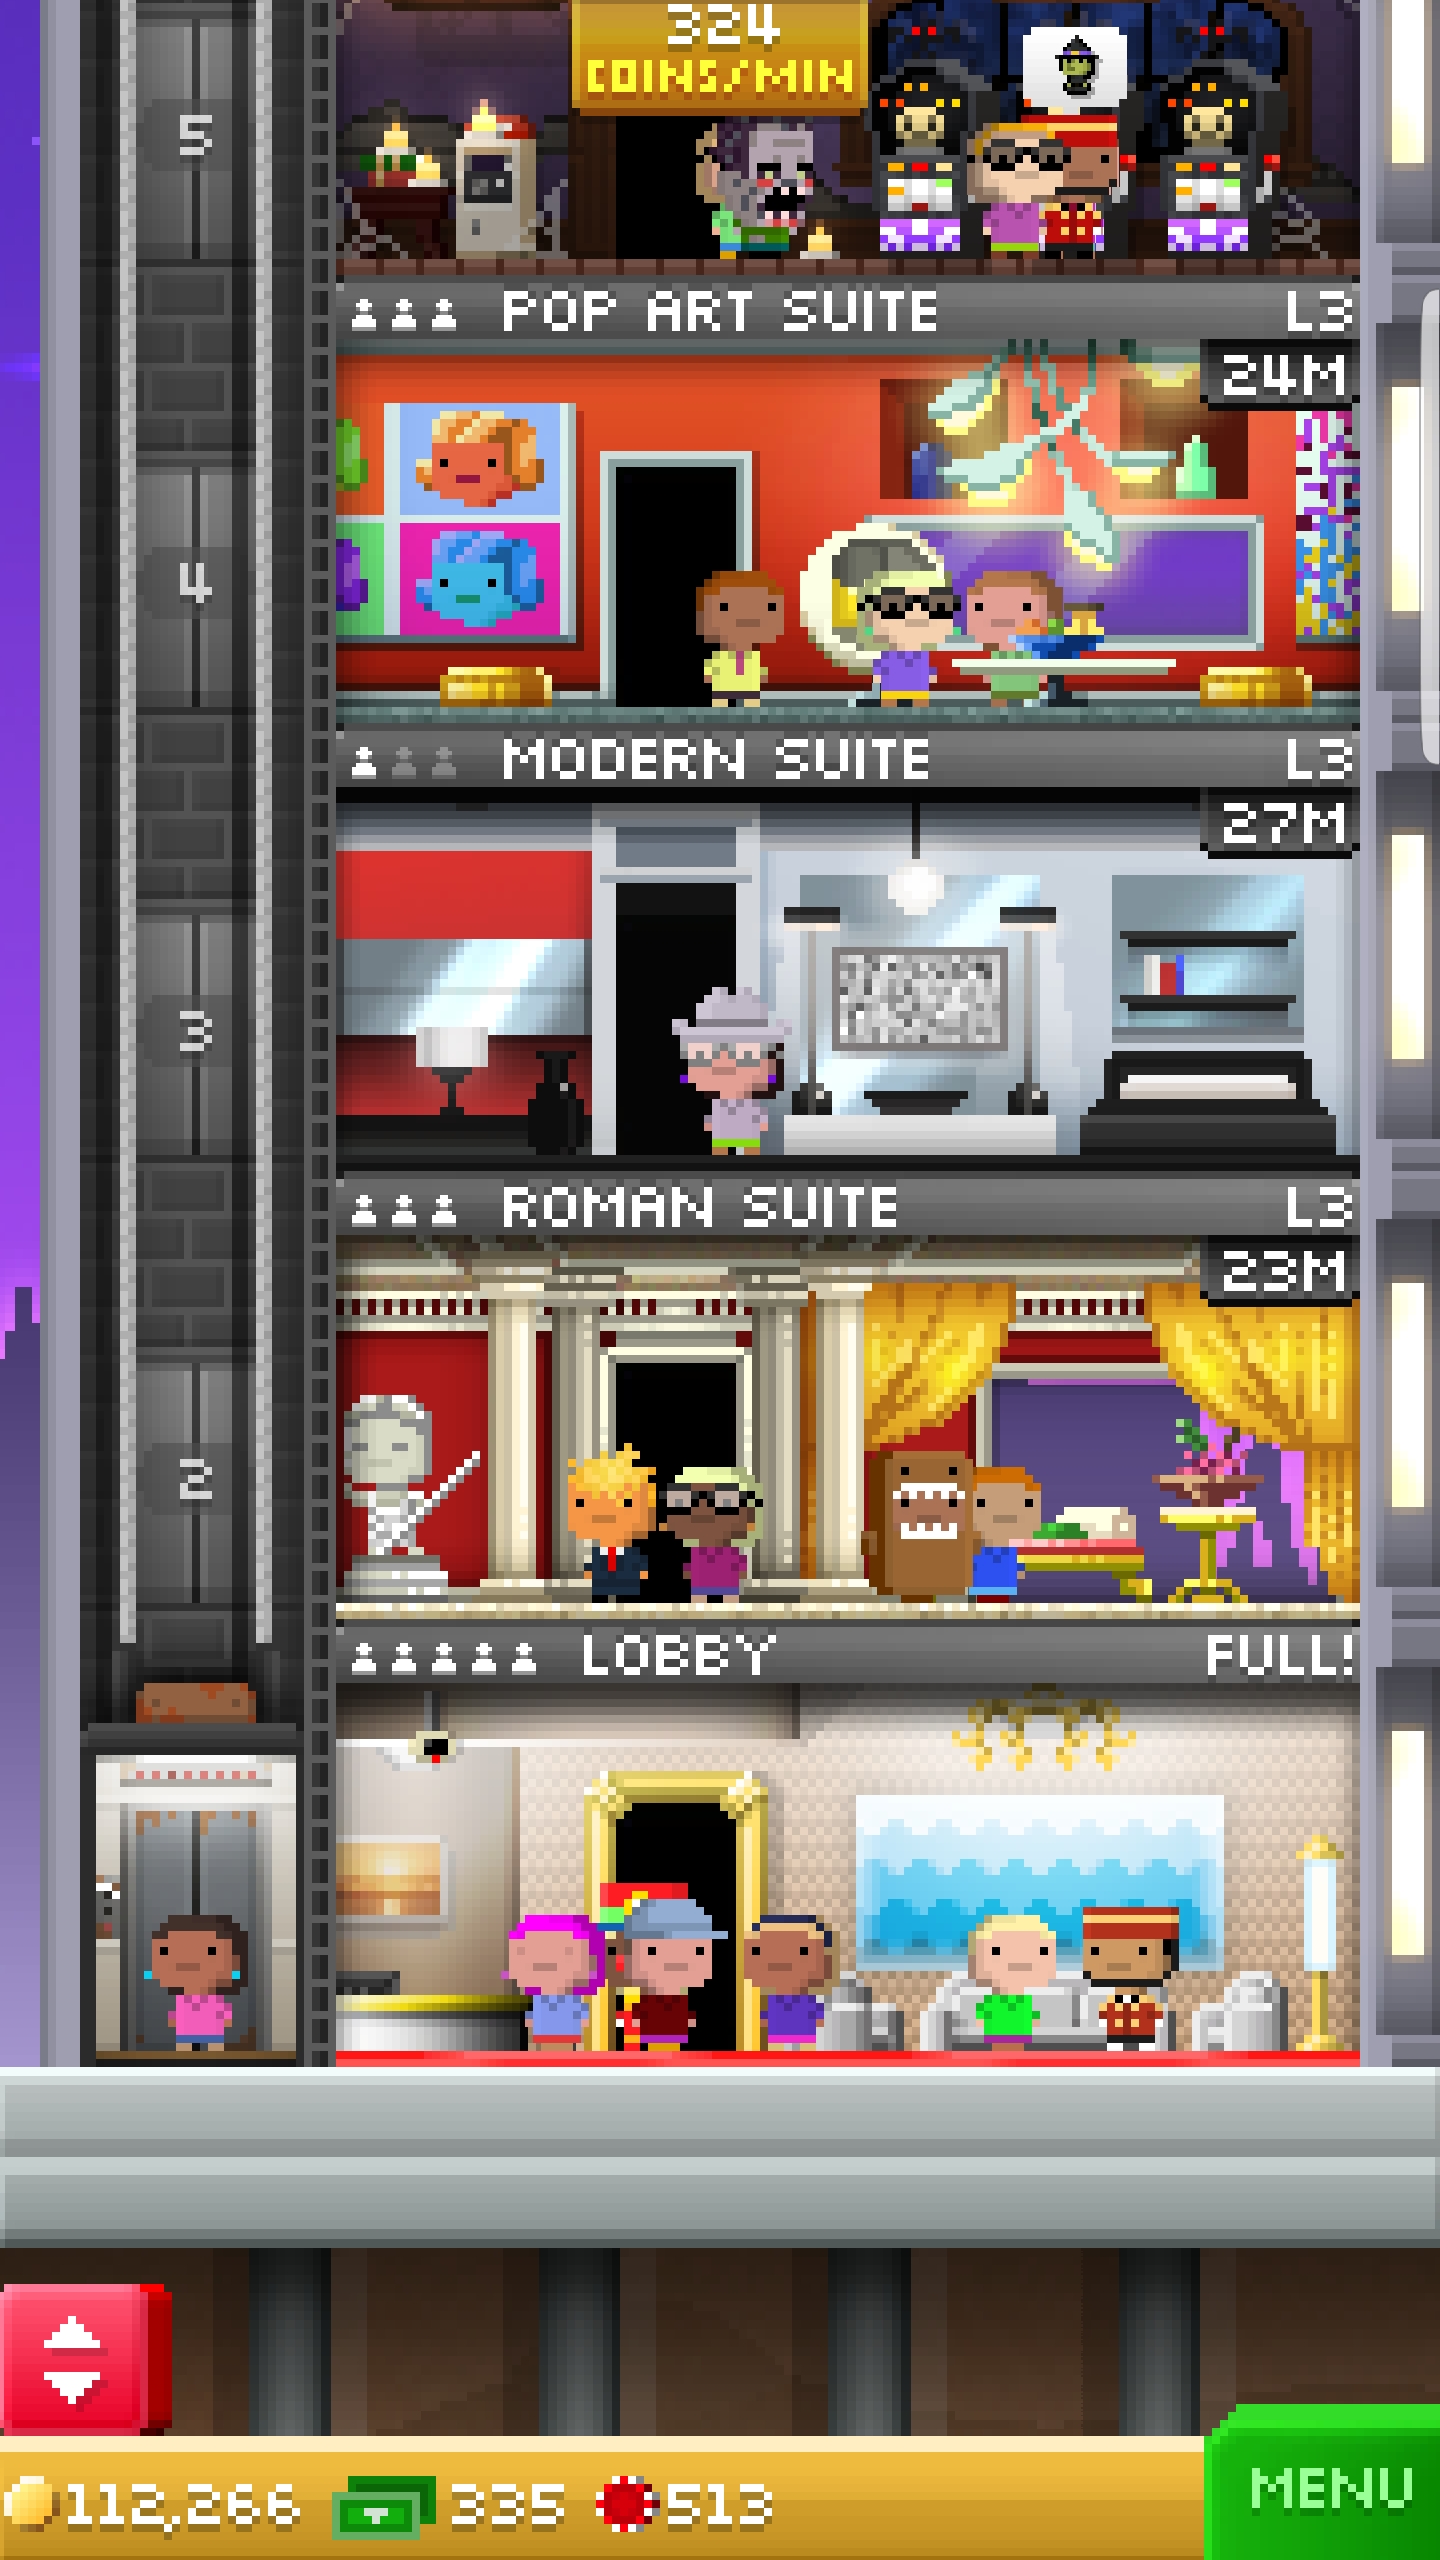 324
COINS/MIN
5
POP ART SUITE L3
24M
4
MODERN SUITE L3
27M
3
ROMAN SUITE L3
23M
2
LOBBY FULL!
112,266 335 513
MENU